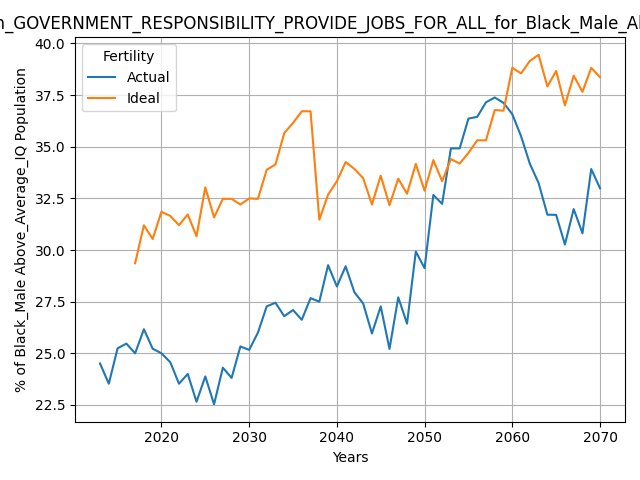 GOVERNMENT_RESPONSIBILITY_PROVIDE_JOBS_FOR_ALL_for_Black_Male
Fertility
Actual
Ideal
40.0
37.5
35.0
32.5
30.0
27.5
25.0
22.5
% of Black_Male Above_Average_IQ Population
2020 2030 2040 2050 2060 2070
Years